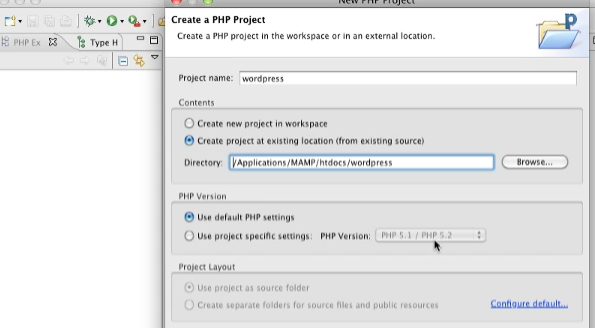 New PHP Project
Create a PHP Project
Create a PHP project in the workspace or in an external location.
PHP Ex
Type H
Project name: wordpress
Contents
Create new project in workspace
Create project at existing location (from existing source)
Directory: /Applications/MAMP/htdocs/wordpress Browse...
PHP Version
Use default PHP settings
Use project specific settings: PHP Version: PHP 5.1 / PHP 5.2
Project Layout
Use project as source folder
Create separate folders for source files and public resources Configure default...